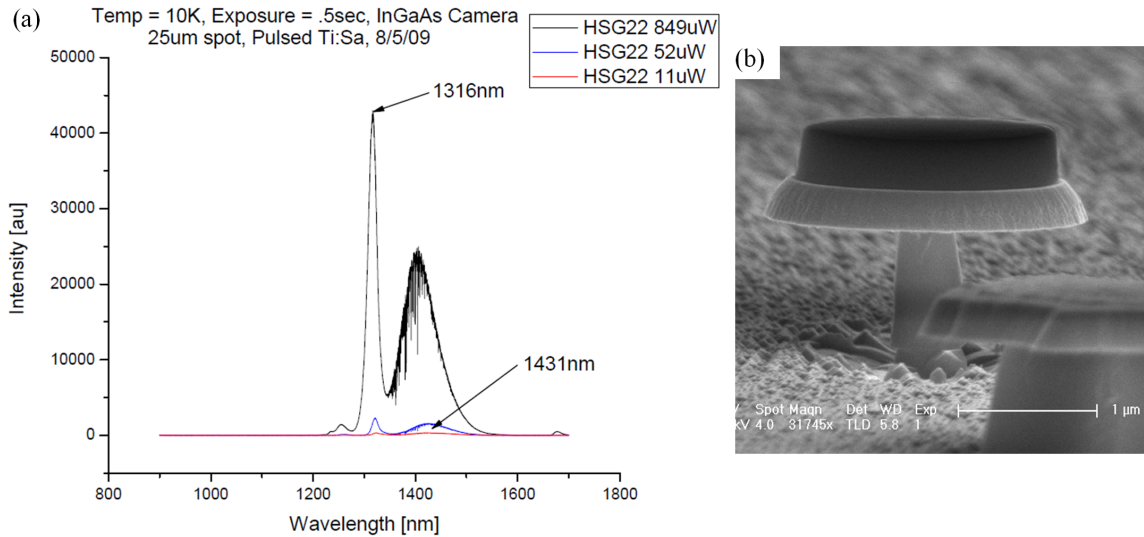 (a)
Temp = 10K, Exposure = .5sec, InGaAs Camera
25um spot, Pulsed Ti:Sa, 8/5/09
HSG22 849uW
HSG22 52uW
HSG22 11uW
50000
40000
30000
20000
10000
0
Intensity [au]
1316nm
1431nm
800
1000
1200
1400
1600
1800
Wavelength [nm]
(b)
Spot Magn Det WD Exp
kV 4.0 31745x TLD 5.8 1
1 µm